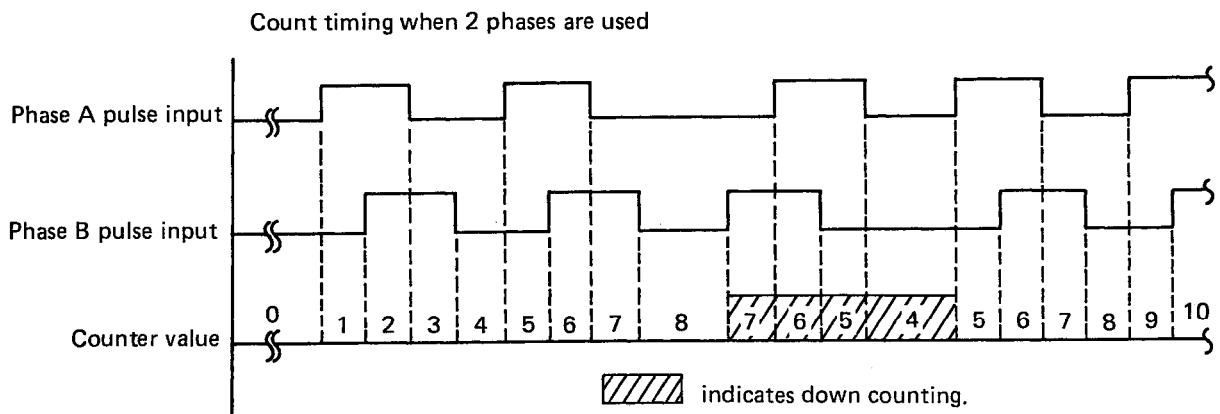 Count timing when 2 phases are used
Phase A pulse input
Phase B pulse input
Counter value
0 1 2 3 4 5 6 7 8 7 6 5 4 5 6 7 8 9 10
indicates down counting.